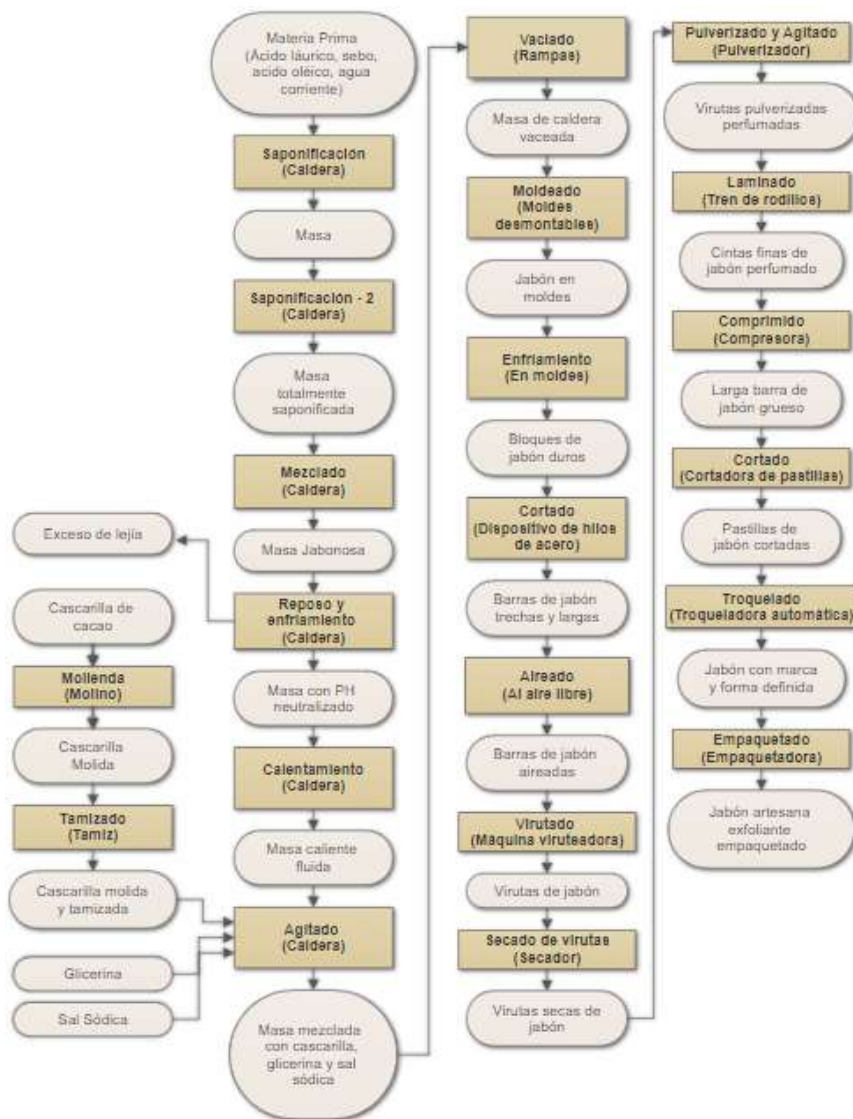 Materia Prima
(Ácido láurico, sebo,
acido oléico, agua
corriente)
Saponificación
(Caldera)
Masa
Saponificación - 2
(Caldera)
Masa
totalmente
saponificada
Mezclado
(Caldera)
Exceso de lejía
Masa Jabonosa
Reposo y
enfriamiento
(Caldera)
Cascarilla de
cacao
Molienda
(Molino)
Masa con PH
neutralizado
Cascarilla
Molida
Calentamiento
(Caldera)
Tamizado
(Tamiz)
Masa caliente
fluida
Cascarilla molida
y tamizada
Agitado
(Caldera)
Glicerina
Sal Sódica
Masa mezclada
con cascarilla,
glicerina y sal
sódica
Vaciado
(Rampas)
Masa de caldera
vaceada
Moldeado
(Moldes
desmontables)
Jabón en
moldes
Enfriamiento
(En moldes)
Bloques de
jabón duros
Cortado
(Dispositivo de hilos
de acero)
Barras de jabón
trechas y largas
Aireado
(Al aire libre)
Barras de jabón
aireadas
Virutado
(Máquina viruteadora)
Virutas de jabón
Secado de virutas
(Secador)
Virutas secas de
jabón
Pulverizado y Agitado
(Pulverizador)
Virutas pulverizadas
perfumadas
Laminado
(Tren de rodillos)
Cintas finas de
jabón perfumado
Comprimido
(Compresora)
Larga barra de
jabón grueso
Cortado
(Cortadora de pastillas)
Pastillas de
jabón cortadas
Troquelado
(Troqueladora automática)
Jabón con marca
y forma definida
Empaquetado
(Empaquetadora)
Jabón artesana
exfoliante
empaquetado